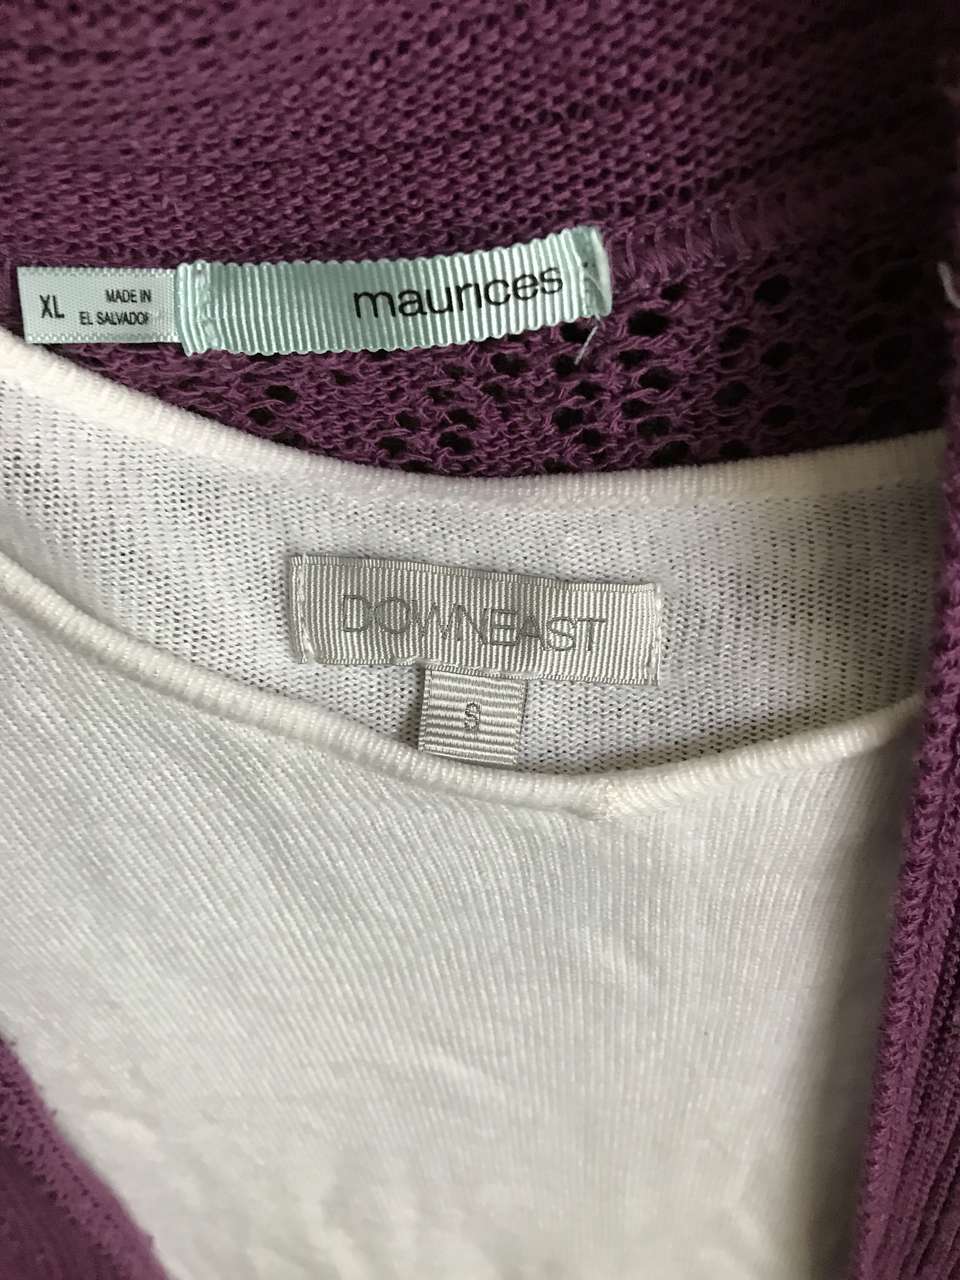 XL
MADE IN
EL SALVADOR
maurices
DOWNEAST
S